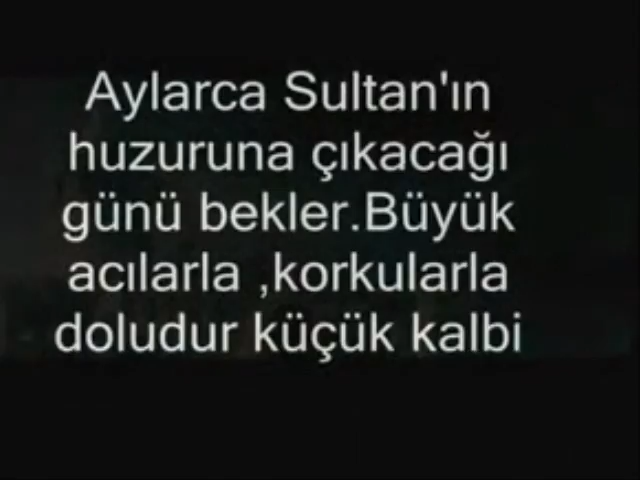 Aylarca Sultan'ın
huzuruna çıkacağı
günü bekler.Büyük
acılarla ,korkularla
doludur küçük kalbi